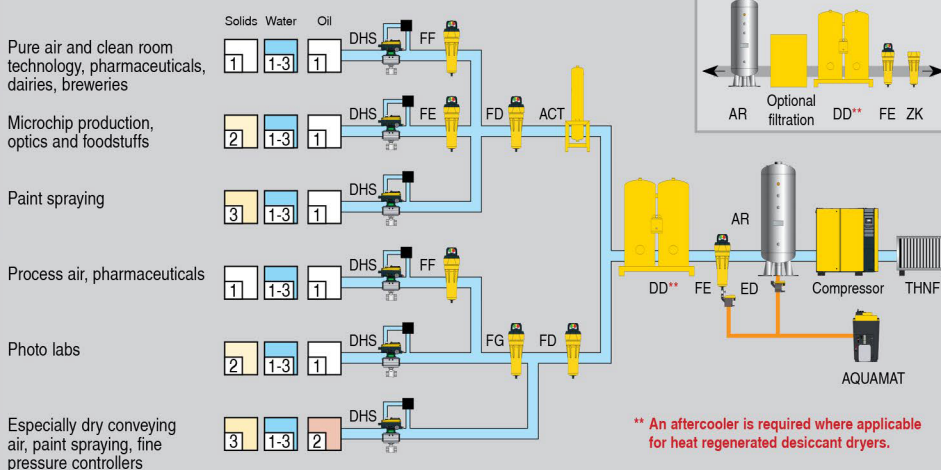 Solids Water Oil
Pure air and clean room
technology, pharmaceuticals,
dairies, breweries
1 1-3 1
DHS FF
Microchip production,
optics and foodstuffs
2 1-3 1
DHS FE FD ACT
Paint spraying
3 1-3 1
DHS
Process air, pharmaceuticals
1 1-3 1
DHS FF
Photo labs
2 1-3 1
DHS FG FD
Especially dry conveying
air, paint spraying, fine
pressure controllers
3 1-3 2
DHS
AR Optional
filtration DD** FE ZK
AR
DD** FE ED Compressor THNF
AQUAMAT
** An aftercooler is required where applicable
for heat regenerated desiccant dryers.